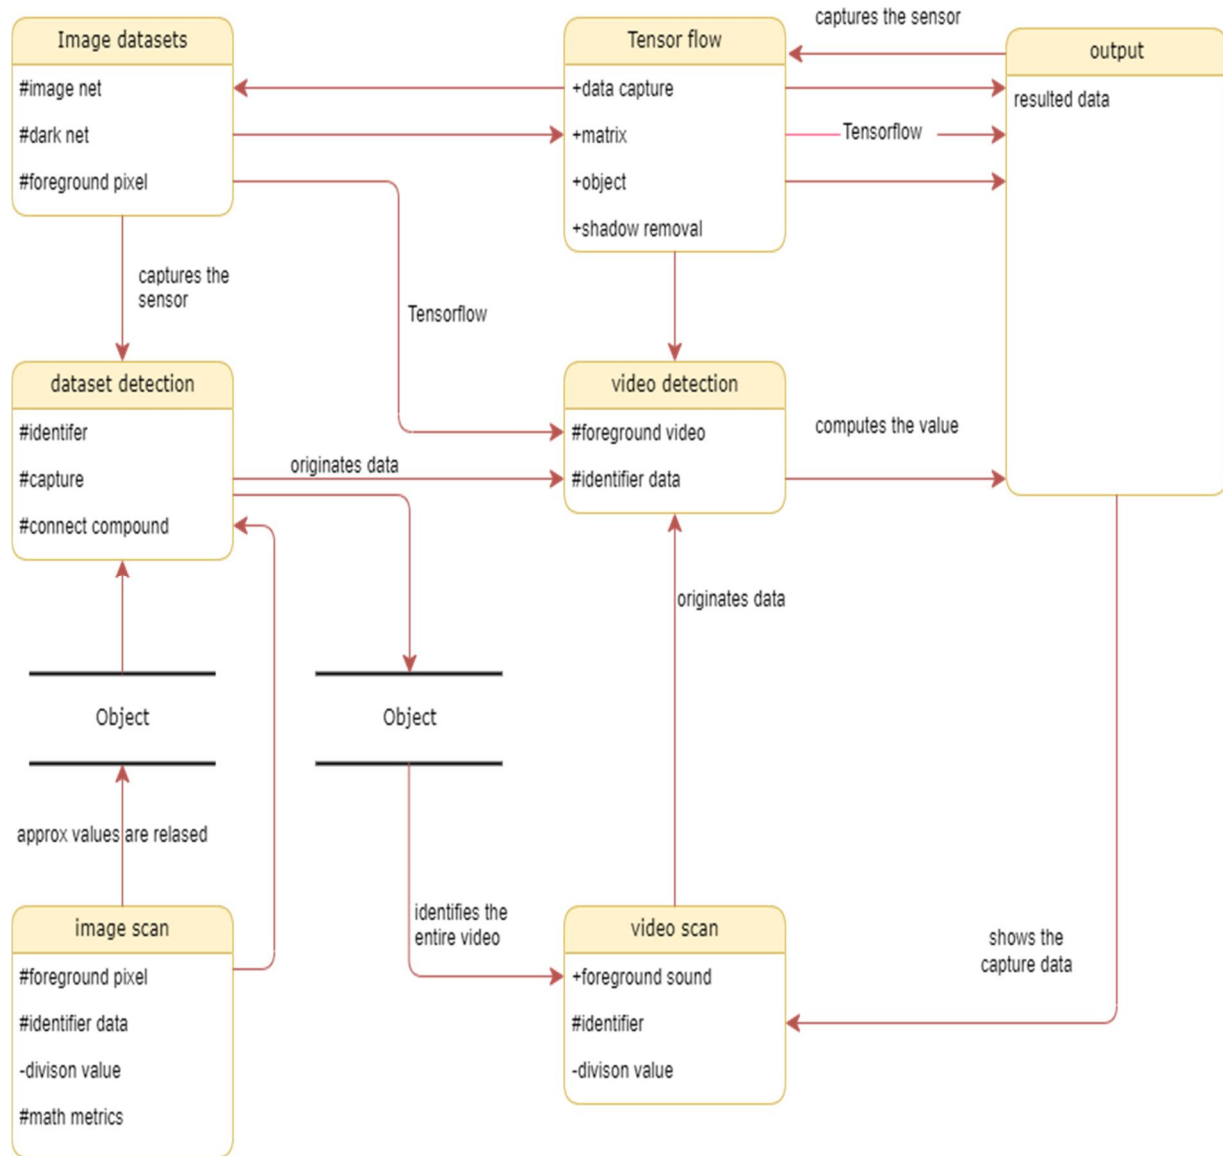 captures the sensor
Image datasets
#image net
#dark net
#foreground pixel
Tensor flow
+data capture
+matrix
+object
+shadow removal
Tensorflow
output
resulted data
captures the
sensor
Tensorflow
dataset detection
#identifer
#capture
#connect compound
originates data
video detection
#foreground video
#identifier data
computes the value
originates data
Object
Object
approx values are relased
image scan
#foreground pixel
#identifier data
-divison value
#math metrics
identifies the
entire video
video scan
+foreground sound
#identifier
-divison value
shows the
capture data